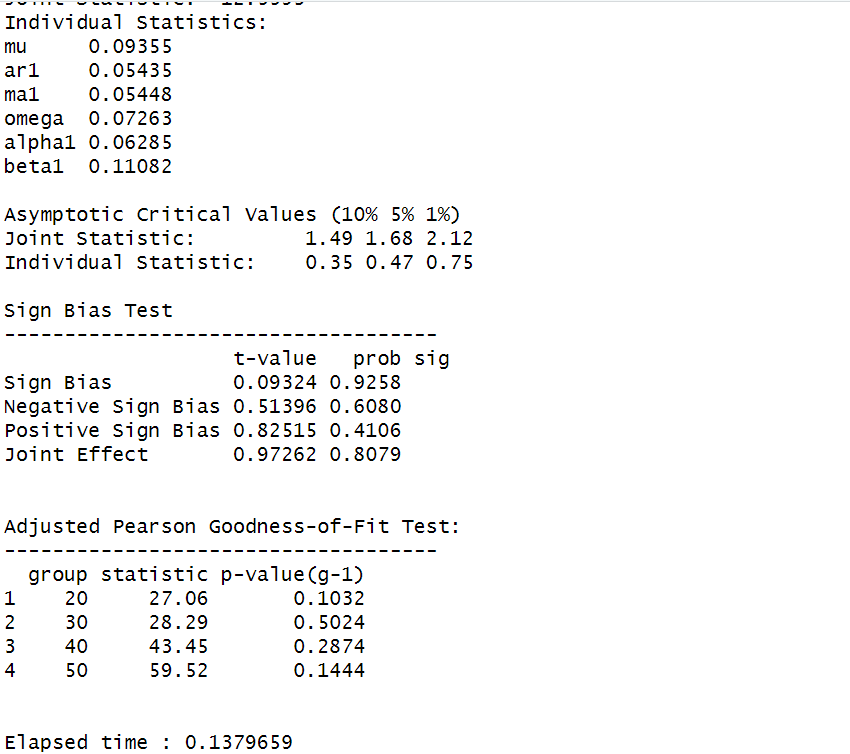 Individual Statistics:
mu     0.09355
ar1    0.05435
ma1    0.05448
omega  0.07263
alpha1 0.06285
beta1  0.11082
Asymptotic Critical Values (10% 5% 1%)
Joint Statistic:         1.49 1.68 2.12
Individual Statistic:    0.35 0.47 0.75
Sign Bias Test
------------------------------------
                   t-value   prob sig
Sign Bias          0.09324 0.9258
Negative Sign Bias 0.51396 0.6080
Positive Sign Bias 0.82515 0.4106
Joint Effect       0.97262 0.8079
Adjusted Pearson Goodness-of-Fit Test:
------------------------------------
  group statistic p-value(g-1)
1    20     27.06       0.1032
2    30     28.29       0.5024
3    40     43.45       0.2874
4    50     59.52       0.1444
Elapsed time : 0.1379659